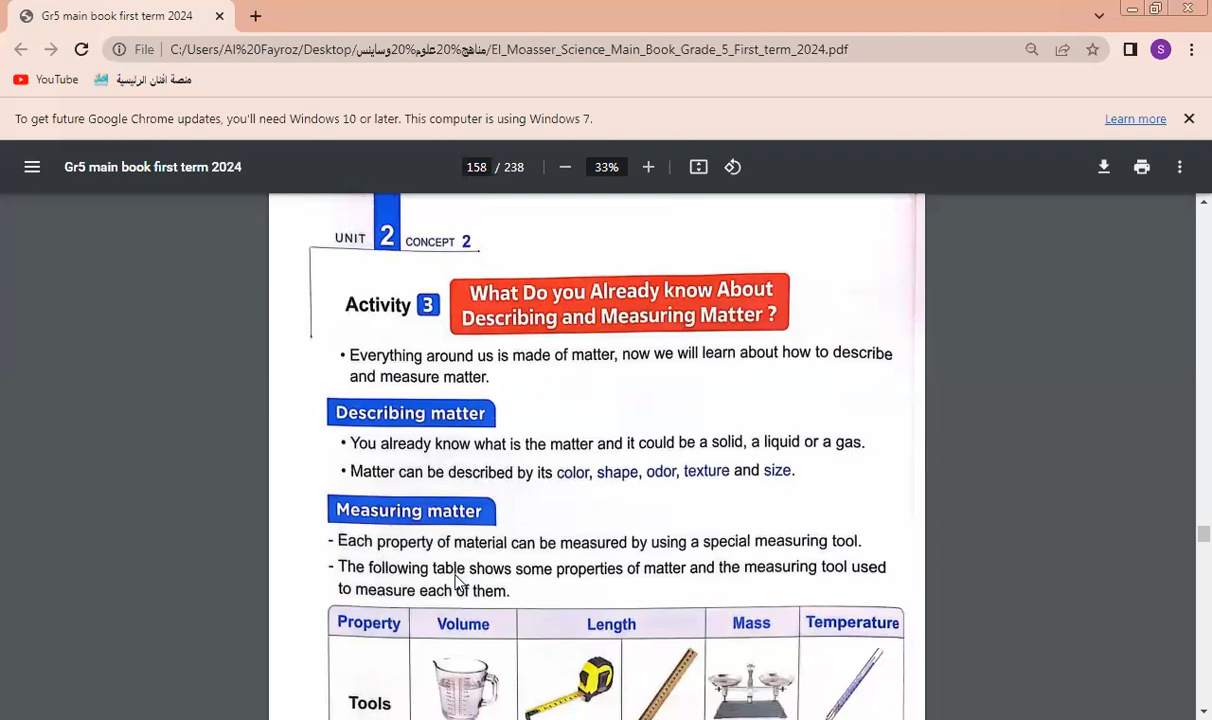 Gr5 main book first term 2024
File
C:/Users/Al%20Fayroz/Desktop/مناهج%20علوم%20وساينس/El_Moasser_Science_Main_Book_Grade_5_First_term_2024.pdf
S
YouTube
منصة أفنان الرئيسية
To get future Google Chrome updates, you'll need Windows 10 or later. This computer is using Windows 7.
Learn more
Gr5 main book first term 2024
158 / 238
33%
UNIT 2 CONCEPT 2
Activity 3
What Do you Already know About
Describing and Measuring Matter ?
• Everything around us is made of matter, now we will learn about how to describe
and measure matter.
Describing matter
• You already know what is the matter and it could be a solid, a liquid or a gas.
• Matter can be described by its color, shape, odor, texture and size.
Measuring matter
- Each property of material can be measured by using a special measuring tool.
- The following table shows some properties of matter and the measuring tool used
to measure each of them.
Property Volume Length Mass Temperature
Tools